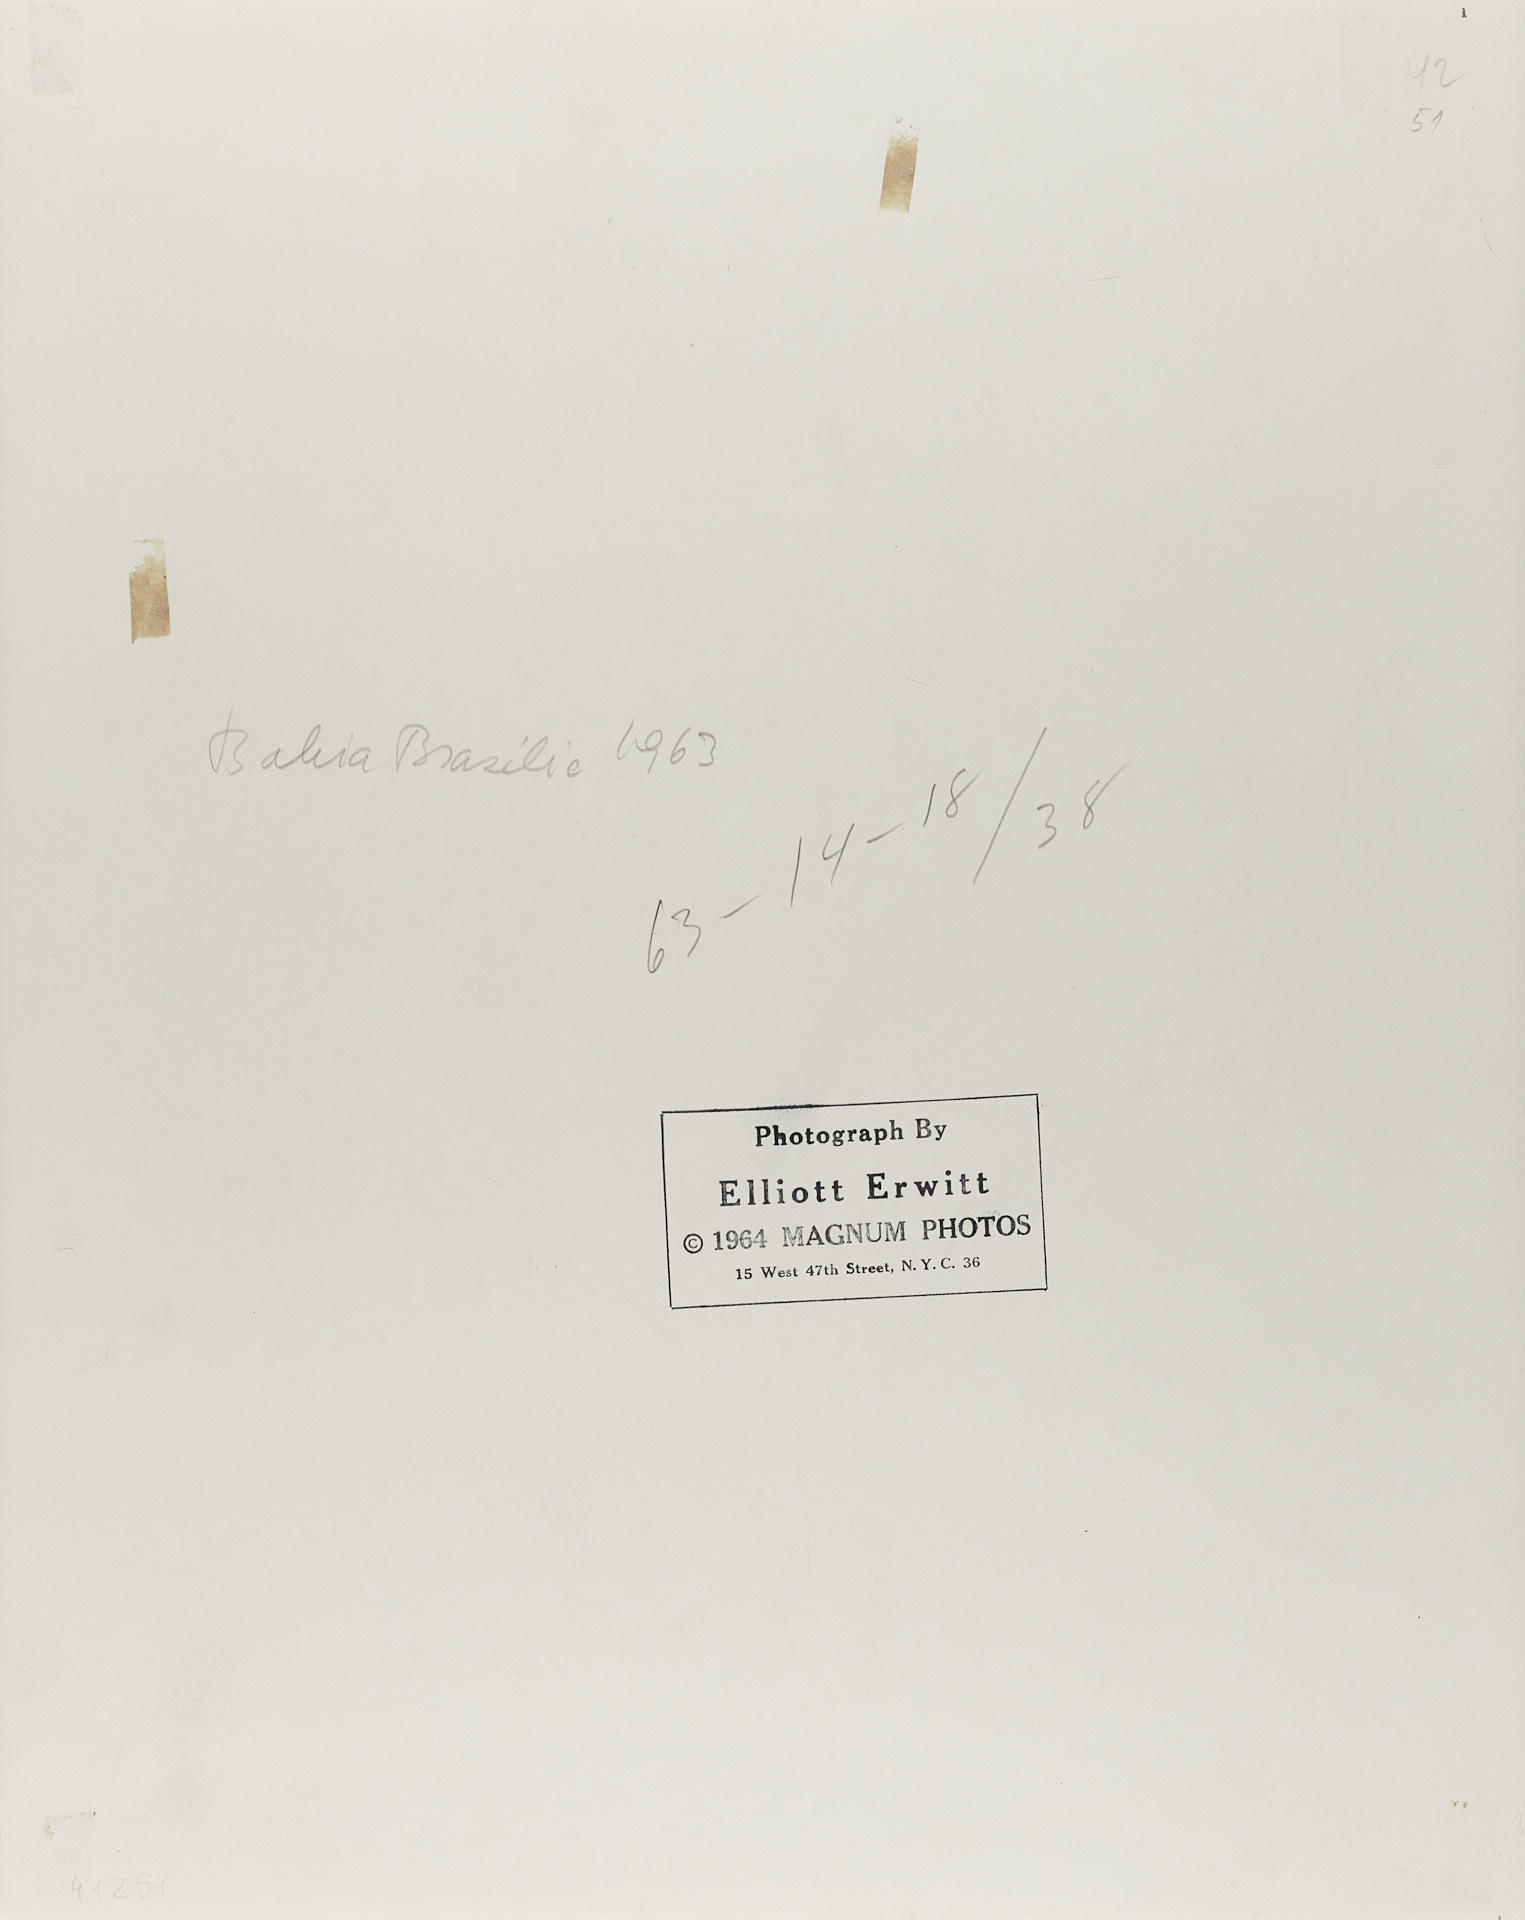 42
51
Bahia Brasilie 1963
63-14-18/38
Photograph By
Elliott Erwitt
© 1964 MAGNUM PHOTOS
15 West 47th Street, N. Y. C. 36
41251